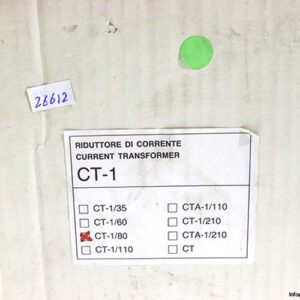 26612
RIDUTTORE DI CORRENTE
CURRENT TRANSFORMER
CT-1
CT-1/35
CT-1/60
CT-1/80
CT-1/110
CTA-1/110
CT-1/210
CTA-1/210
CT